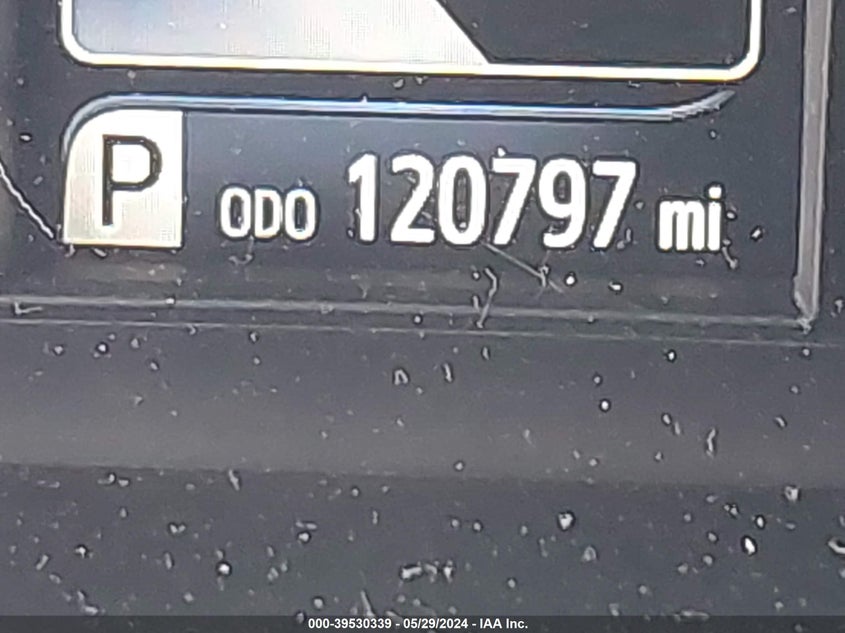 P ODO 120797 mi
000-39530339 - 05/29/2024 - IAA Inc.